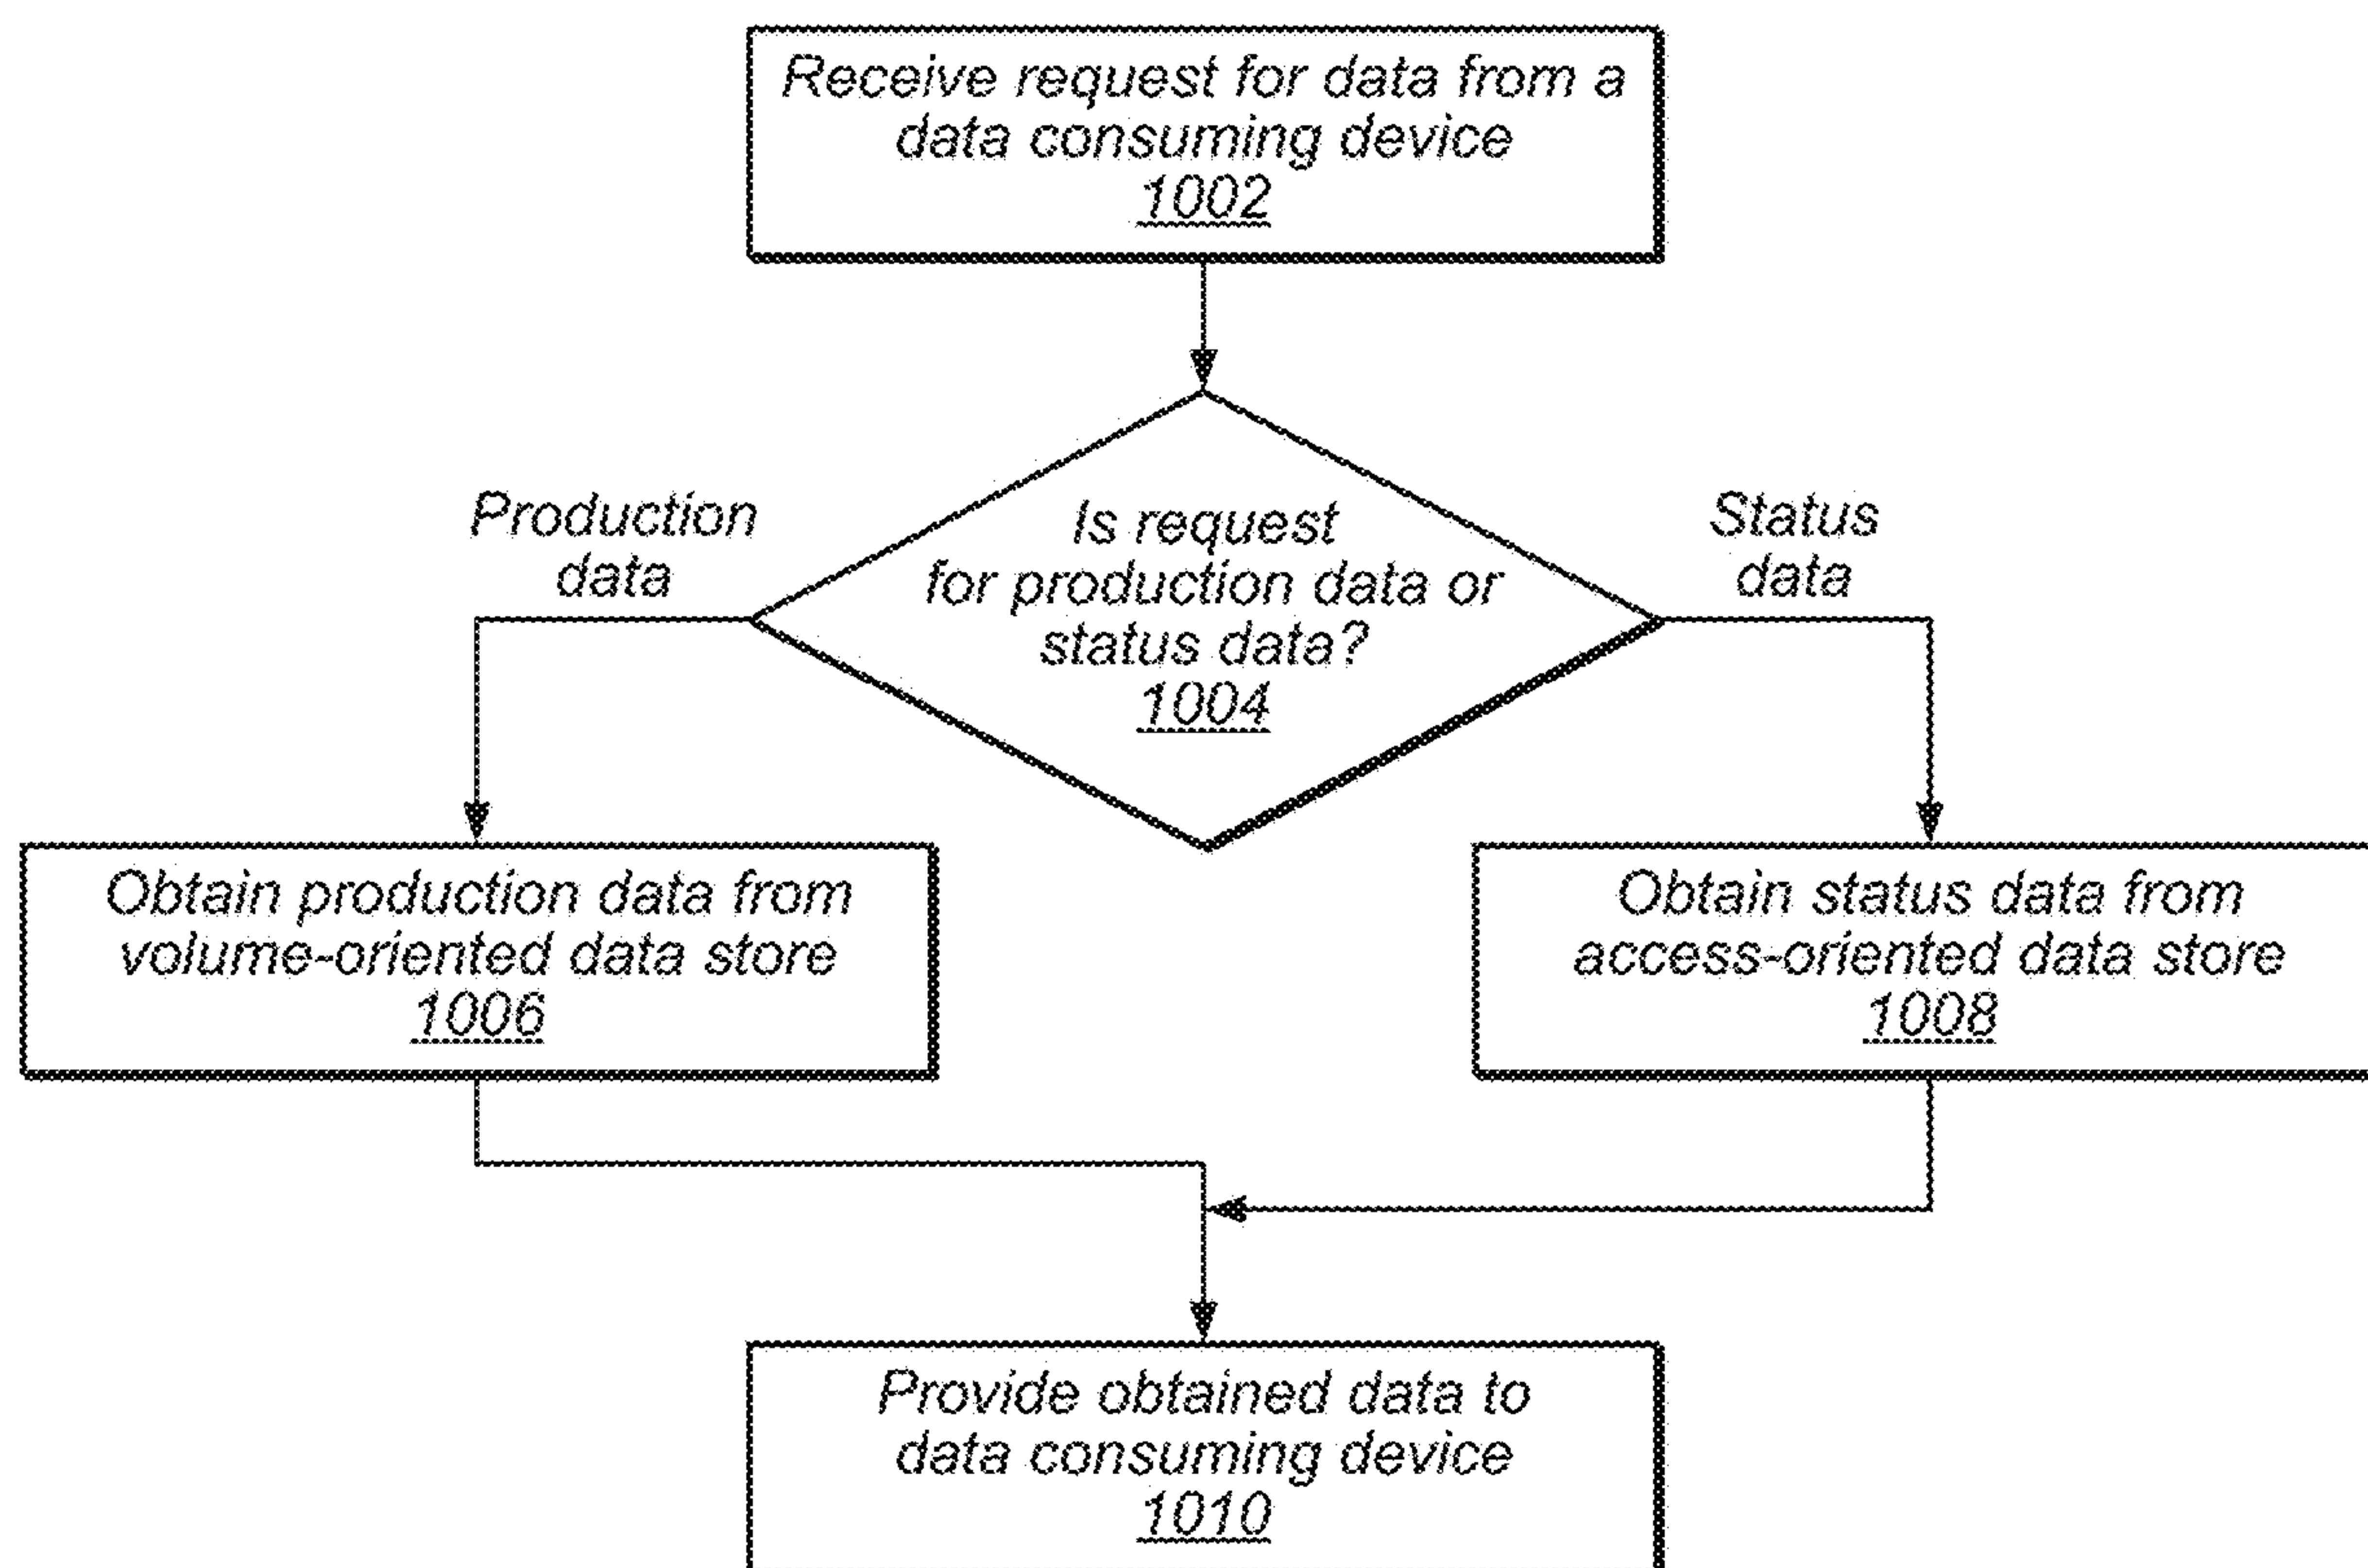 Receive request for data from a
data consuming device
1002
Production
data
Is request
for production data or
status data?
1004
Status
data
Obtain production data from
volume-oriented data store
1006
Obtain status data from
access-oriented data store
1008
Provide obtained data to
data consuming device
1010